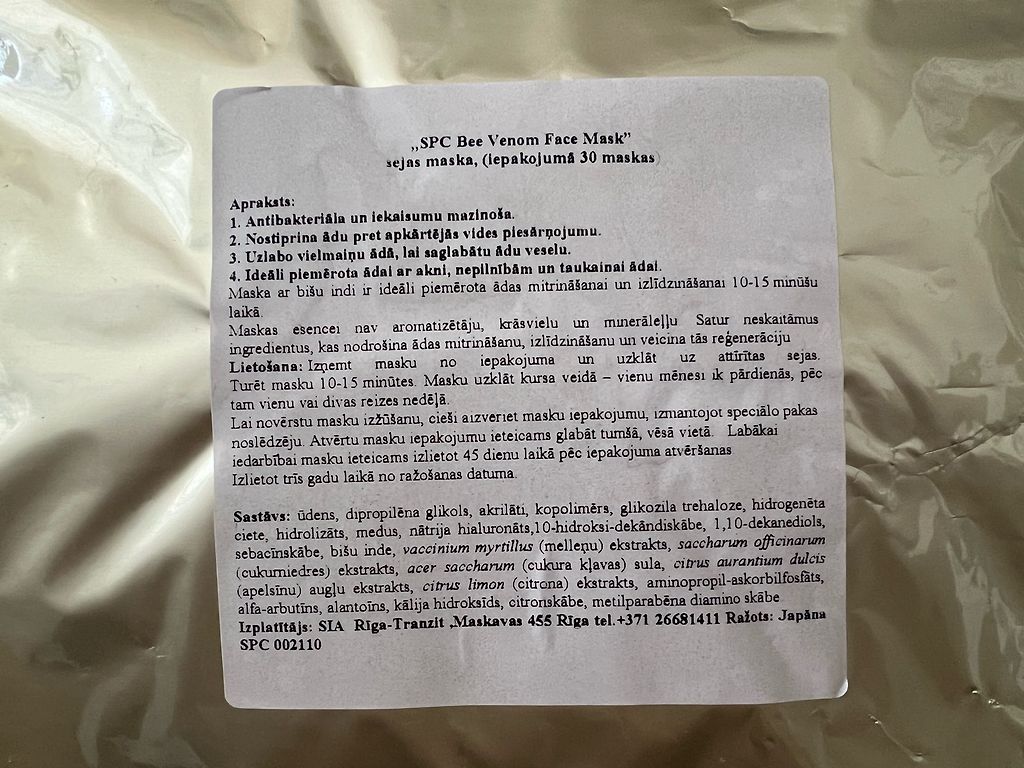 „SPC Bee Venom Face Mask”
sejas maska, (iepakojumā 30 maskas)
Apraksts:
1. Antibakteriāla un iekaisumu mazinoša.
2. Nostiprina ādu pret apkārtējās vides piesārņojumu.
3. Uzlabo vielmaiņu ādā, lai saglabātu ādu veselu.
4. Ideāli piemērota ādai ar akni, nepilnībām un taukainai ādai.
Maska ar bišu indi ir ideāli piemērota ādas mitrināšanai un izlīdzināšanai 10-15 minūšu
laikā.
Maskas esencei nav aromatizētāju, krāsvielu un minerāleļļu Satur neskaitāmus
ingredientus, kas nodrošina ādas mitrināšanu, izlīdzināšanu un veicina tās reģenerāciju
Lietošana: Izņemt masku no iepakojuma un uzklāt uz attīrītas sejas.
Turēt masku 10-15 minūtes. Masku uzklāt kursa veidā – vienu mēnesi ik pārdienās, pēc
tam vienu vai divas reizes nedēļā.
Lai novērstu masku izžūšanu, cieši aizveriet masku iepakojumu, izmantojot speciālo pakas
noslēdzēju. Atvērtu masku iepakojumu ieteicams glabāt tumšā, vēsā vietā. Labākai
iedarbībai masku ieteicams izlietot 45 dienu laikā pēc iepakojuma atvēršanas
Izlietot trīs gadu laikā no ražošanas datuma.
Sastāvs: ūdens, dipropilēna glikols, akrilāti, kopolimērs, glikozila trehaloze, hidrogenēta
ciete, hidrolizāts, medus, nātrija hialuronāts,10-hidroksi-dekāndiskābe, 1,10-dekanediols,
sebacīnskābe, bišu inde, vaccinium myrtillus (melleņu) ekstrakts, saccharum officinarum
(cukurniedres) ekstrakts, acer saccharum (cukura kļavas) sula, citrus aurantium dulcis
(apelsīnu) augļu ekstrakts, citrus limon (citrona) ekstrakts, aminopropil-askorbilfosfāts,
alfa-arbutīns, alantoīns, kālija hidroksīds, citronskābe, metilparabēna diamino skābe
Izplatītājs: SIA Rīga-Tranzit ,Maskavas 455 Rīga tel.+371 26681411 Ražots: Japāna
SPC 002110